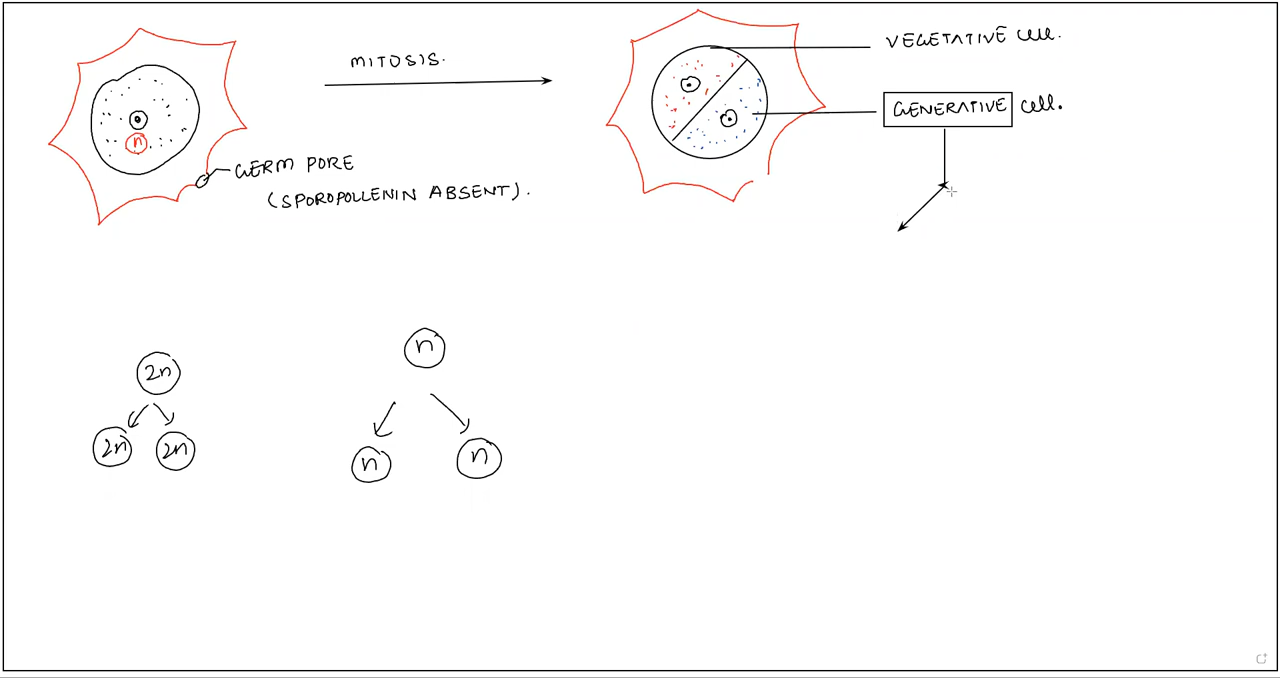 MITOSIS.
n
GERM PORE
(SPOROPOLLENIN ABSENT).
VEGETATIVE cell.
GENERATIVE cell.
2n
2n 2n
n
n n